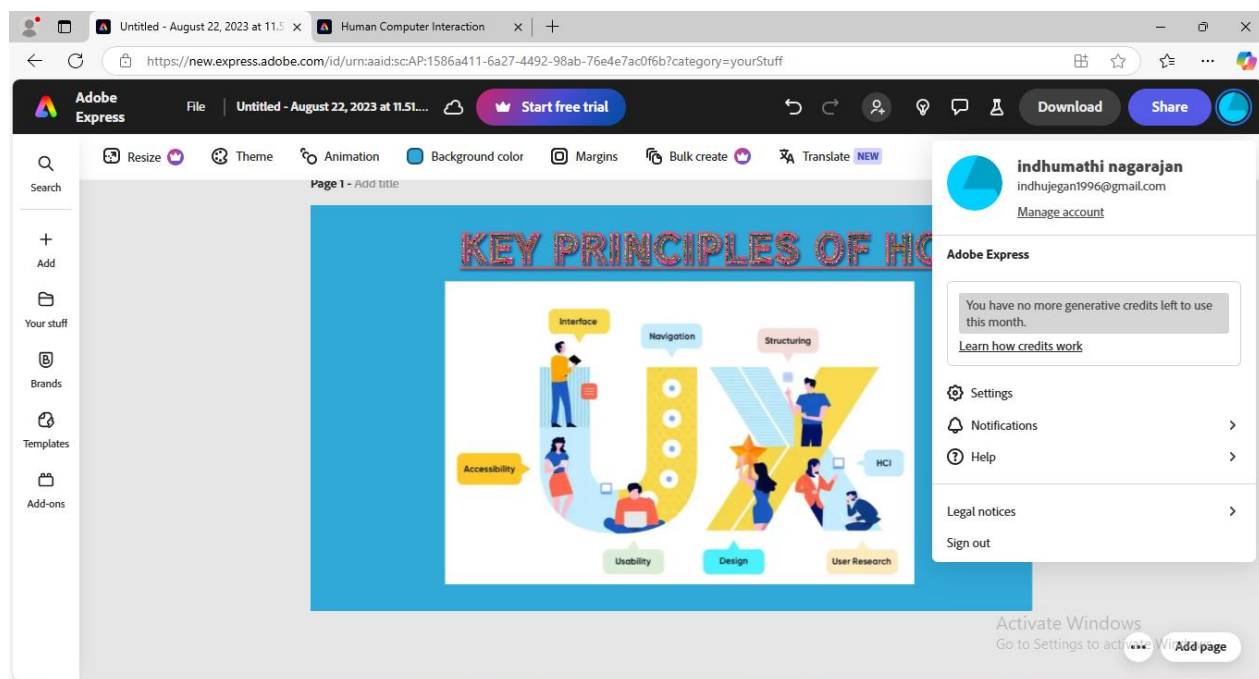 Untitled - August 22, 2023 at 11.5
Human Computer Interaction
https://new.express.adobe.com/id/urn:aaid:sc:AP:1586a411-6a27-4492-98ab-76e4e7ac0f6b?category=yourStuff
Adobe Express
File
Untitled - August 22, 2023 at 11.51....
Start free trial
Download
Share
Resize
Theme
Animation
Background color
Margins
Bulk create
Translate NEW
Search
Add
Your stuff
Brands
Templates
Add-ons
Page 1 - Add title
KEY PRINCIPLES OF HC
Interface
Navigation
Structuring
UX
Accessibility
HCI
Usability
Design
User Research
indhumathi nagarajan
indhujegan1996@gmail.com
Manage account
Adobe Express
You have no more generative credits left to use
this month.
Learn how credits work
Settings
Notifications
Help
Legal notices
Sign out
Activate Windows
Go to Settings to activate Windows.
Add page